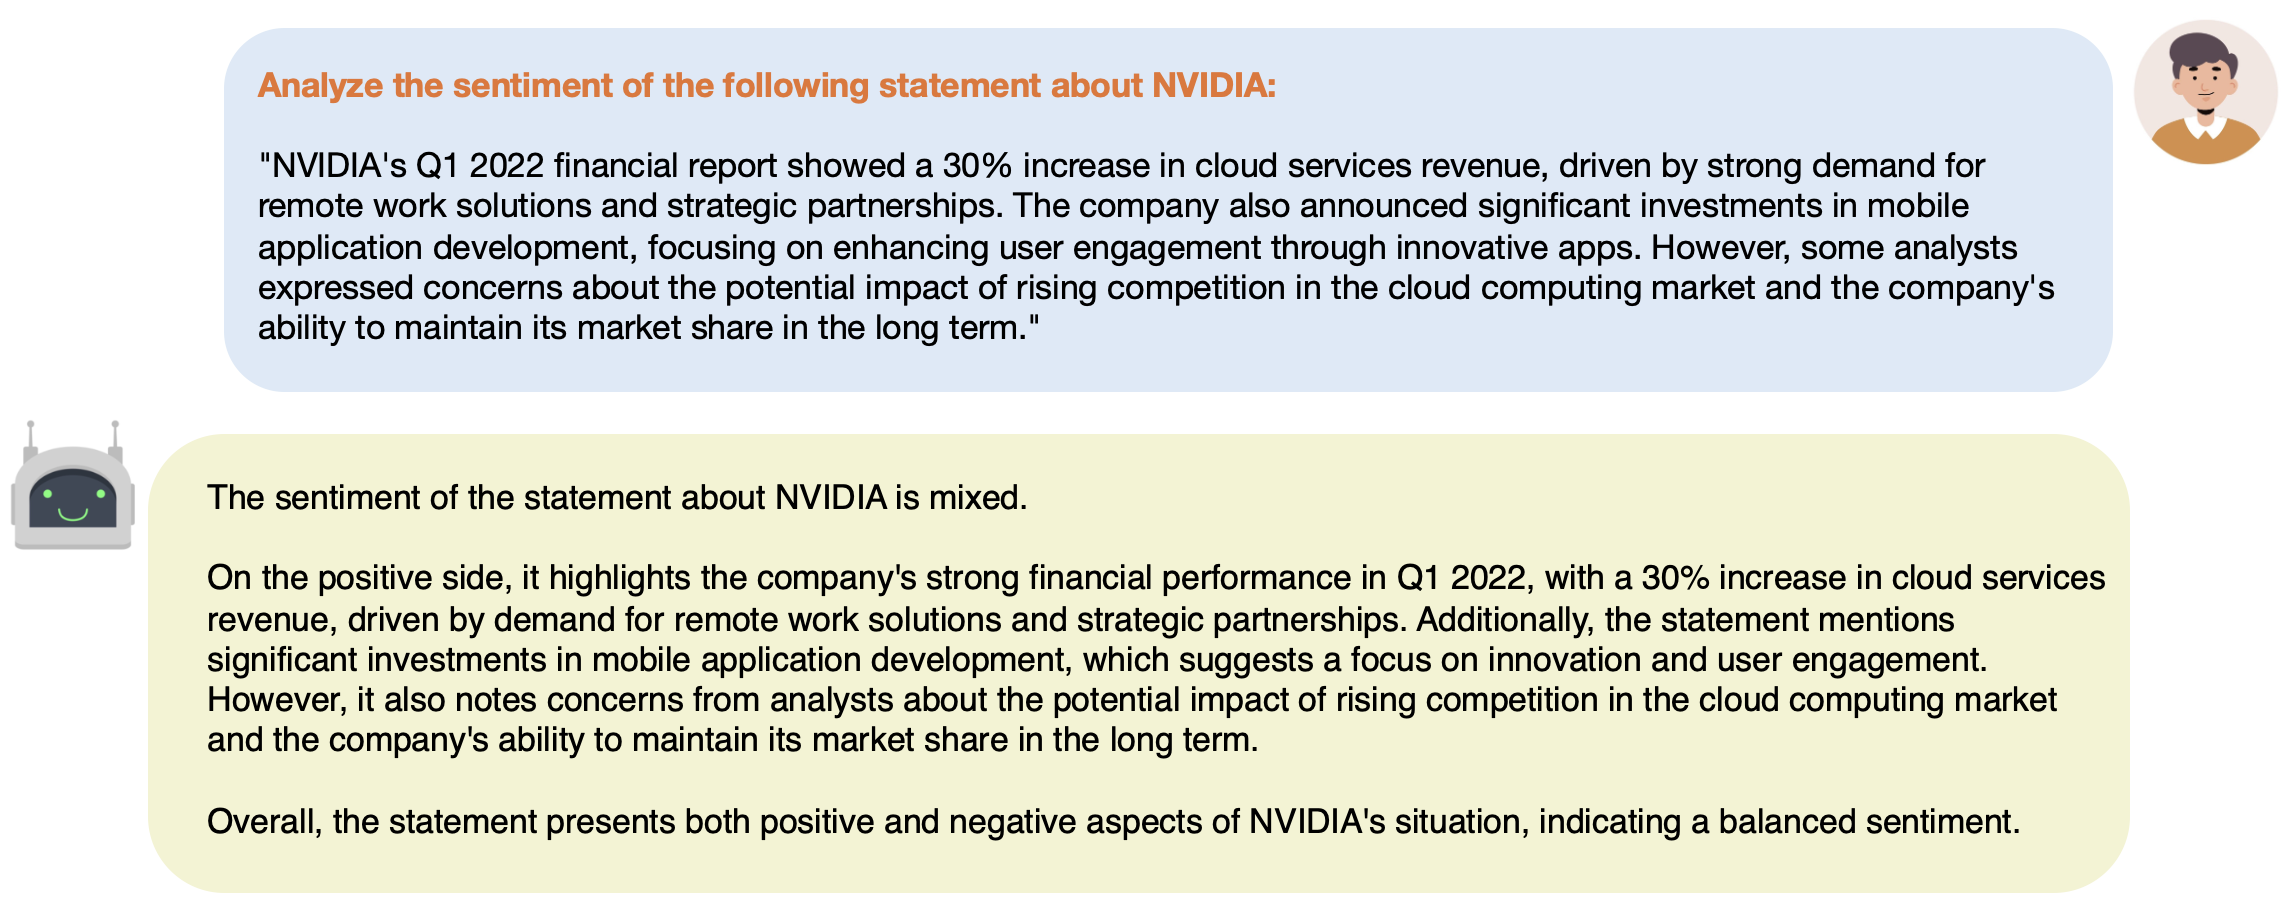 Analyze the sentiment of the following statement about NVIDIA:
"NVIDIA's Q1 2022 financial report showed a 30% increase in cloud services revenue, driven by strong demand for
remote work solutions and strategic partnerships. The company also announced significant investments in mobile
application development, focusing on enhancing user engagement through innovative apps. However, some analysts
expressed concerns about the potential impact of rising competition in the cloud computing market and the company's
ability to maintain its market share in the long term."
The sentiment of the statement about NVIDIA is mixed.
On the positive side, it highlights the company's strong financial performance in Q1 2022, with a 30% increase in cloud services
revenue, driven by demand for remote work solutions and strategic partnerships. Additionally, the statement mentions
significant investments in mobile application development, which suggests a focus on innovation and user engagement.
However, it also notes concerns from analysts about the potential impact of rising competition in the cloud computing market
and the company's ability to maintain its market share in the long term.
Overall, the statement presents both positive and negative aspects of NVIDIA's situation, indicating a balanced sentiment.